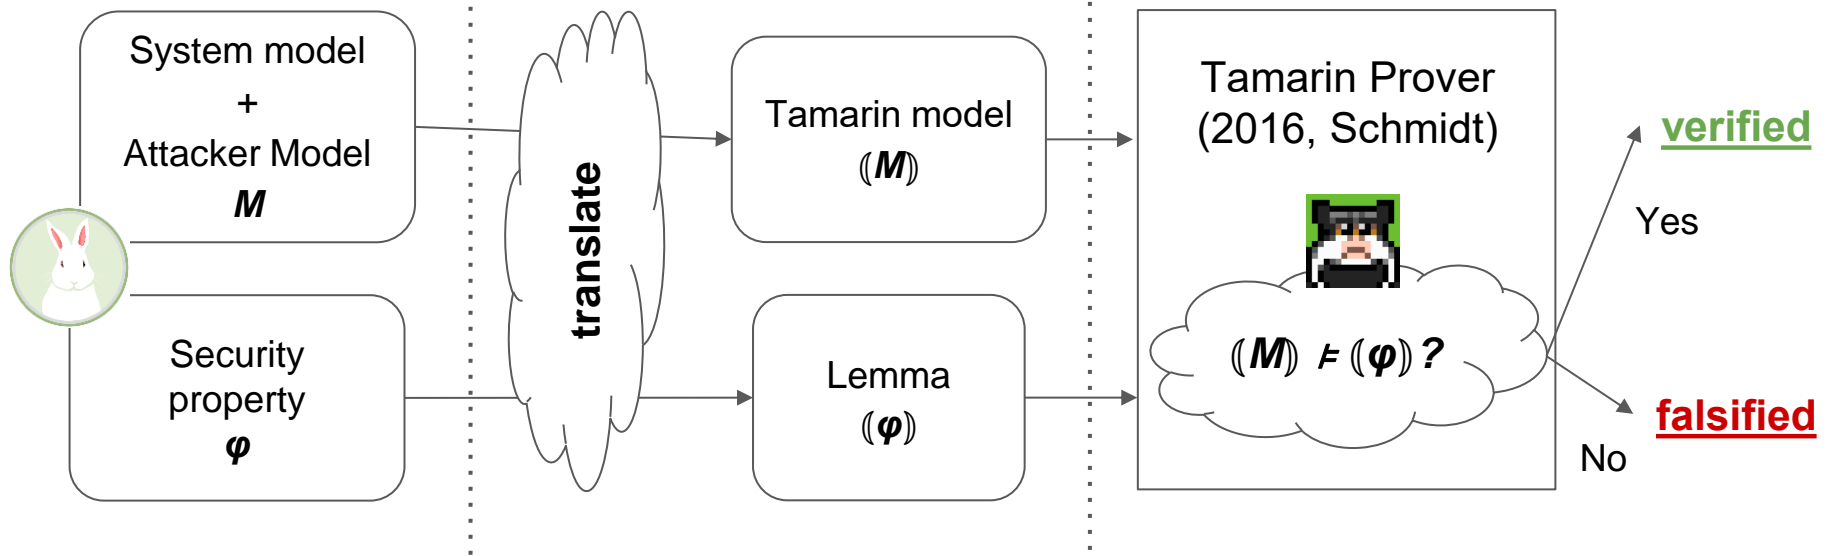 System model
+
Attacker Model
M
Security
property
φ
translate
Tamarin model
⦅M⦆
Lemma
⦅φ⦆
Tamarin Prover
(2016, Schmidt)
⦅M⦆ ⊧ ⦅φ⦆ ?
verified
Yes
falsified
No